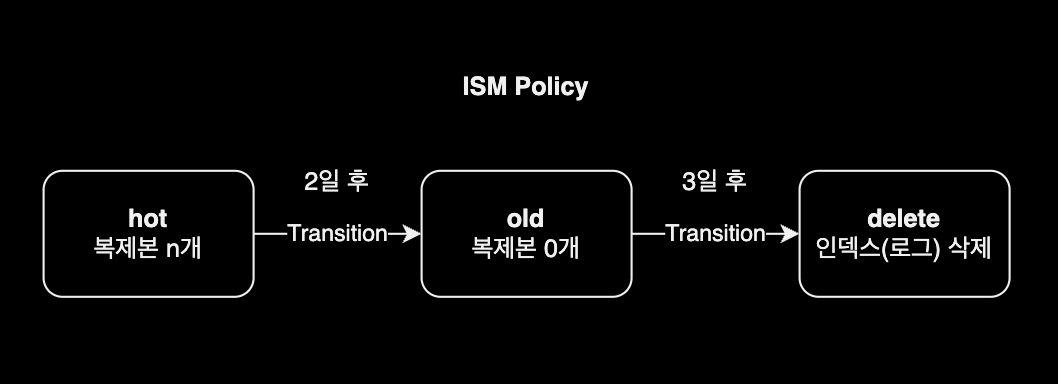 ISM Policy
hot
복제본 n개
2일 후
Transition
old
복제본 0개
3일 후
Transition
delete
인덱스(로그) 삭제